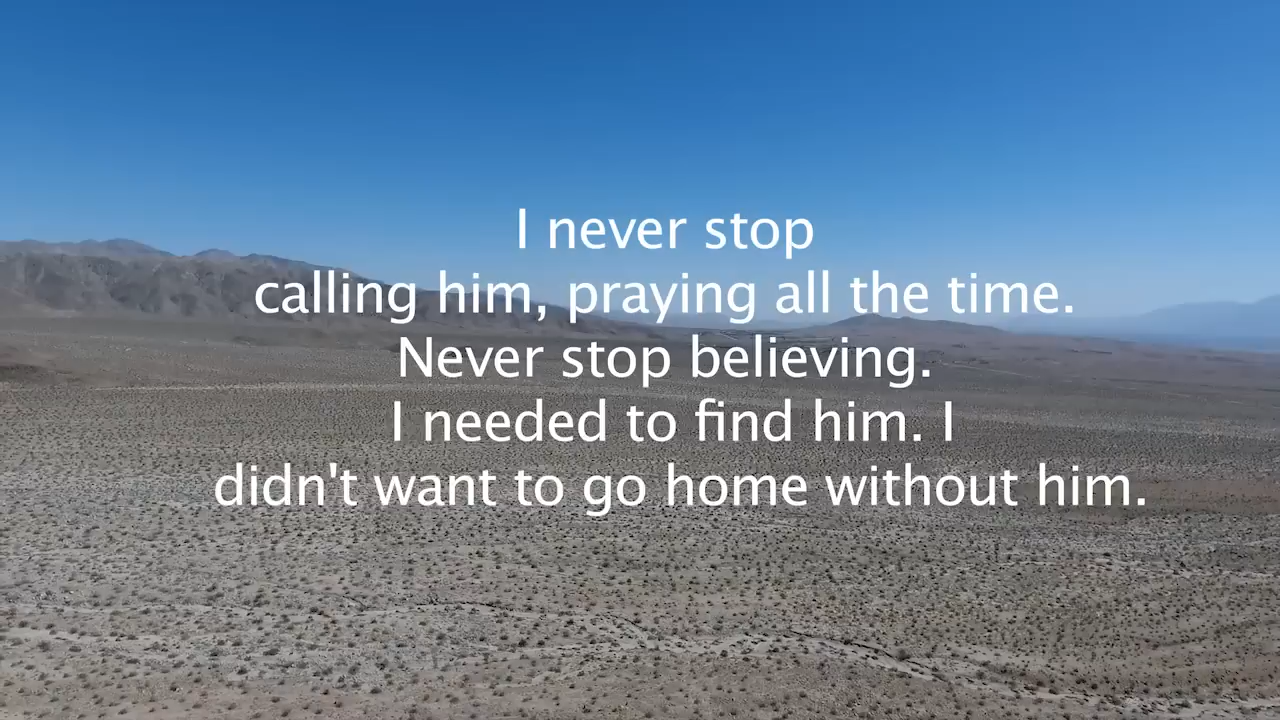 I never stop
calling him, praying all the time.
Never stop believing.
I needed to find him. I
didn't want to go home without him.